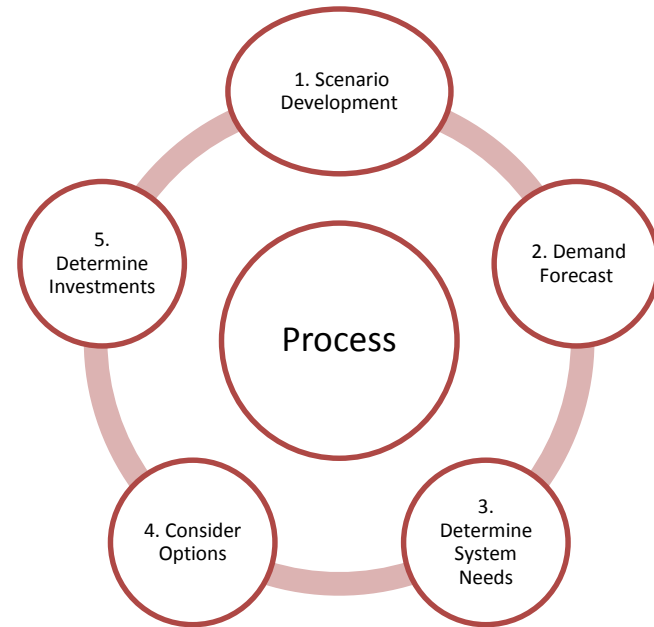 1. Scenario
Development
2. Demand
Forecast
3.
Determine
System
Needs
4. Consider
Options
5.
Determine
Investments
Process